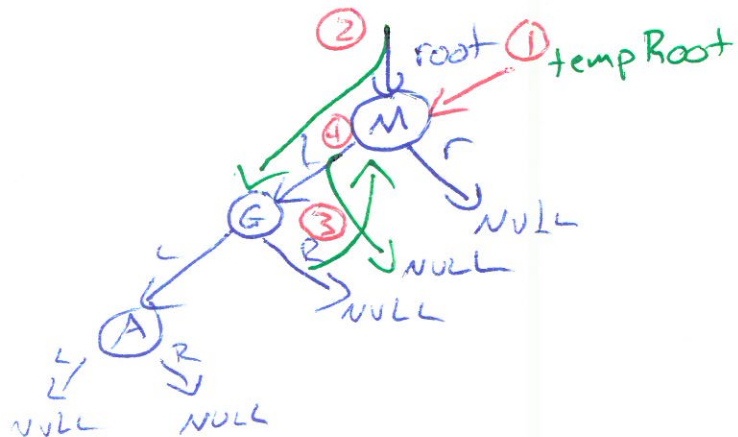 2 root 1 tempRoot
4 M
L r
G 3 NULL
R NULL
L NULL
A
L R
NULL NULL